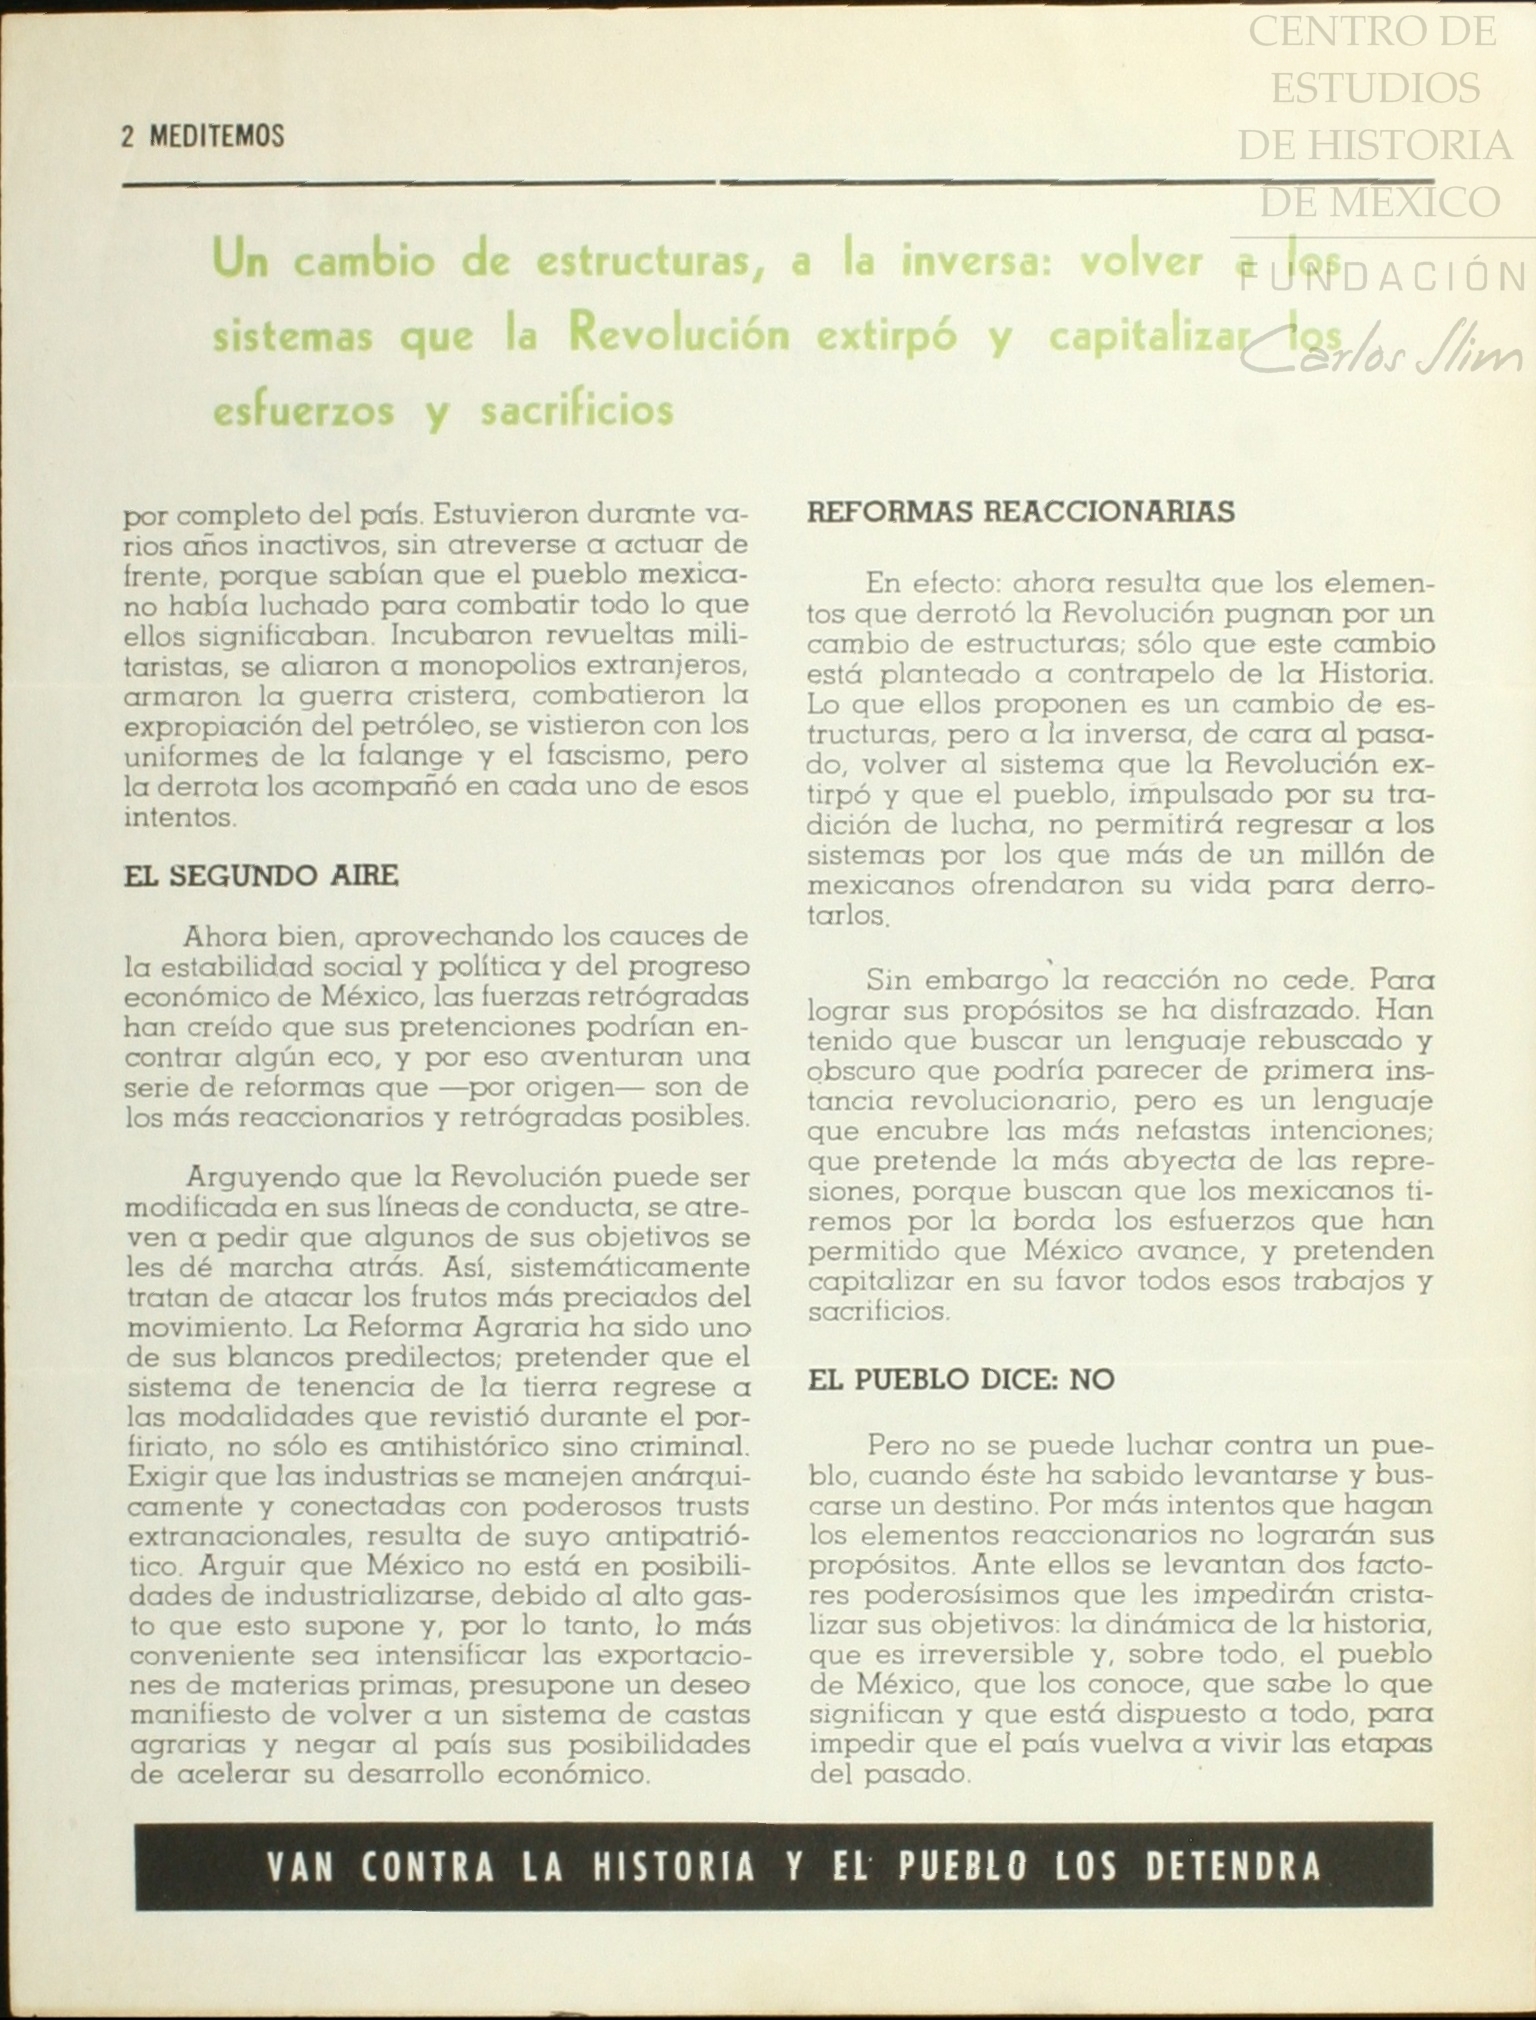 CENTRO DE
ESTUDIOS
DE HISTORIA
DE MÉXICO
FUNDACIÓN
Carlos Slim
2 MEDITEMOS
Un cambio de estructuras, a la inversa: volver a los
sistemas que la Revolución extirpó y capitalizar los
esfuerzos y sacrificios
por completo del país. Estuvieron durante va-
rios años inactivos, sin atreverse a actuar de
frente, porque sabían que el pueblo mexica-
no había luchado para combatir todo lo que
ellos significaban. Incubaron revueltas mili-
taristas, se aliaron a monopolios extranjeros,
armaron la guerra cristera, combatieron la
expropiación del petróleo, se vistieron con los
uniformes de la falange y el fascismo, pero
la derrota los acompañó en cada uno de esos
intentos.
EL SEGUNDO AIRE
Ahora bien, aprovechando los cauces de
la estabilidad social y política y del progreso
económico de México, las fuerzas retrógradas
han creído que sus pretenciones podrían en-
contrar algún eco, y por eso aventuran una
serie de reformas que —por origen— son de
los más reaccionarios y retrógradas posibles.
Arguyendo que la Revolución puede ser
modificada en sus líneas de conducta, se atre-
ven a pedir que algunos de sus objetivos se
les dé marcha atrás. Así, sistemáticamente
tratan de atacar los frutos más preciados del
movimiento. La Reforma Agraria ha sido uno
de sus blancos predilectos; pretender que el
sistema de tenencia de la tierra regrese a
las modalidades que revistió durante el por-
firiato, no sólo es antihistórico sino criminal.
Exigir que las industrias se manejen anárqui-
camente y conectadas con poderosos trusts
extranacionales, resulta de suyo antipatrió-
tico. Arguir que México no está en posibili-
dades de industrializarse, debido al alto gas-
to que esto supone y, por lo tanto, lo más
conveniente sea intensificar las exportacio-
nes de materias primas, presupone un deseo
manifiesto de volver a un sistema de castas
agrarias y negar al país sus posibilidades
de acelerar su desarrollo económico.
REFORMAS REACCIONARIAS
En efecto: ahora resulta que los elemen-
tos que derrotó la Revolución pugnan por un
cambio de estructuras; sólo que este cambio
está planteado a contrapelo de la Historia.
Lo que ellos proponen es un cambio de es-
tructuras, pero a la inversa, de cara al pasa-
do, volver al sistema que la Revolución ex-
tirpó y que el pueblo, impulsado por su tra-
dición de lucha, no permitirá regresar a los
sistemas por los que más de un millón de
mexicanos ofrendaron su vida para derro-
tarlos.
Sin embargo la reacción no cede. Para
lograr sus propósitos se ha disfrazado. Han
tenido que buscar un lenguaje rebuscado y
obscuro que podría parecer de primera ins-
tancia revolucionario, pero es un lenguaje
que encubre las más nefastas intenciones;
que pretende la más abyecta de las repre-
siones, porque buscan que los mexicanos ti-
remos por la borda los esfuerzos que han
permitido que México avance, y pretenden
capitalizar en su favor todos esos trabajos y
sacrificios.
EL PUEBLO DICE: NO
Pero no se puede luchar contra un pue-
blo, cuando éste ha sabido levantarse y bus-
carse un destino. Por más intentos que hagan
los elementos reaccionarios no lograrán sus
propósitos. Ante ellos se levantan dos facto-
res poderosísimos que les impedirán crista-
lizar sus objetivos: la dinámica de la historia,
que es irreversible y, sobre todo, el pueblo
de México, que los conoce, que sabe lo que
significan y que está dispuesto a todo, para
impedir que el país vuelva a vivir las etapas
del pasado.
VAN CONTRA LA HISTORIA Y EL PUEBLO LOS DETENDRA